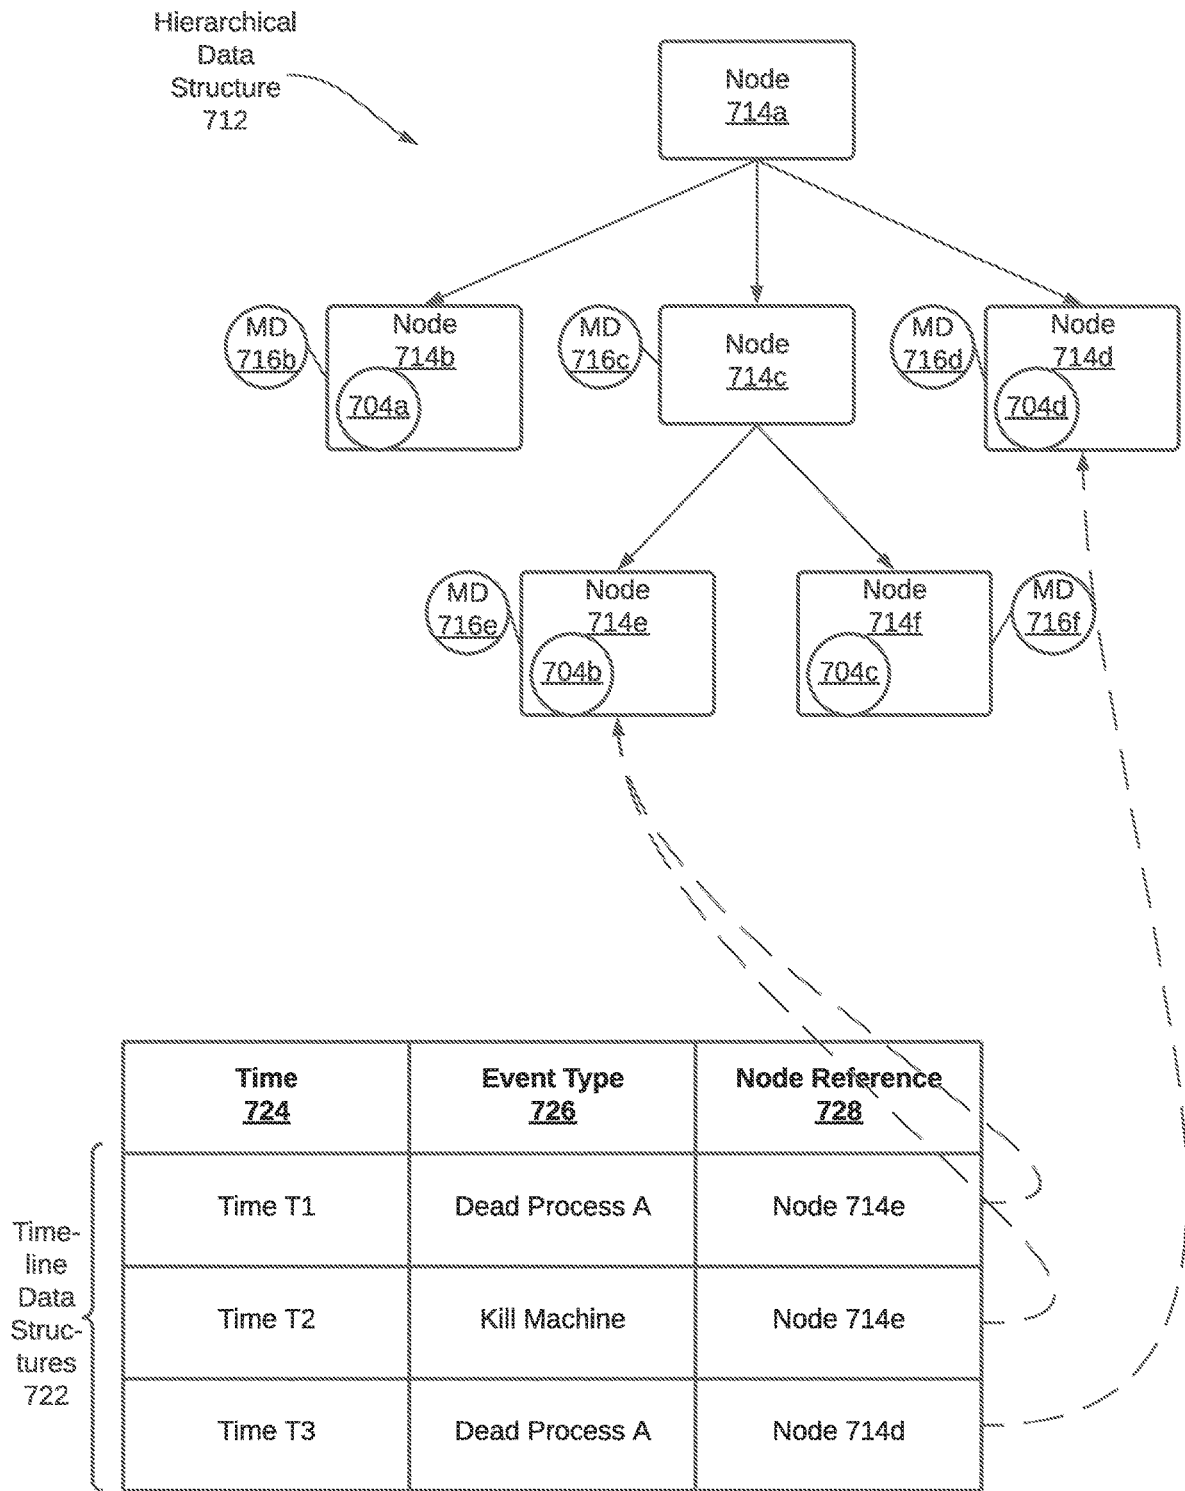 Hierarchical
Data
Structure
712
Node
714a
MD
716b
Node
714b
704a
MD
716c
Node
714c
MD
716d
Node
714d
704d
MD
716e
Node
714e
704b
Node
714f
704c
MD
716f
Time
724
Event Type
726
Node Reference
728
Time-
line
Data
Struc-
tures
722
Time T1
Dead Process A
Node 714e
Time T2
Kill Machine
Node 714e
Time T3
Dead Process A
Node 714d